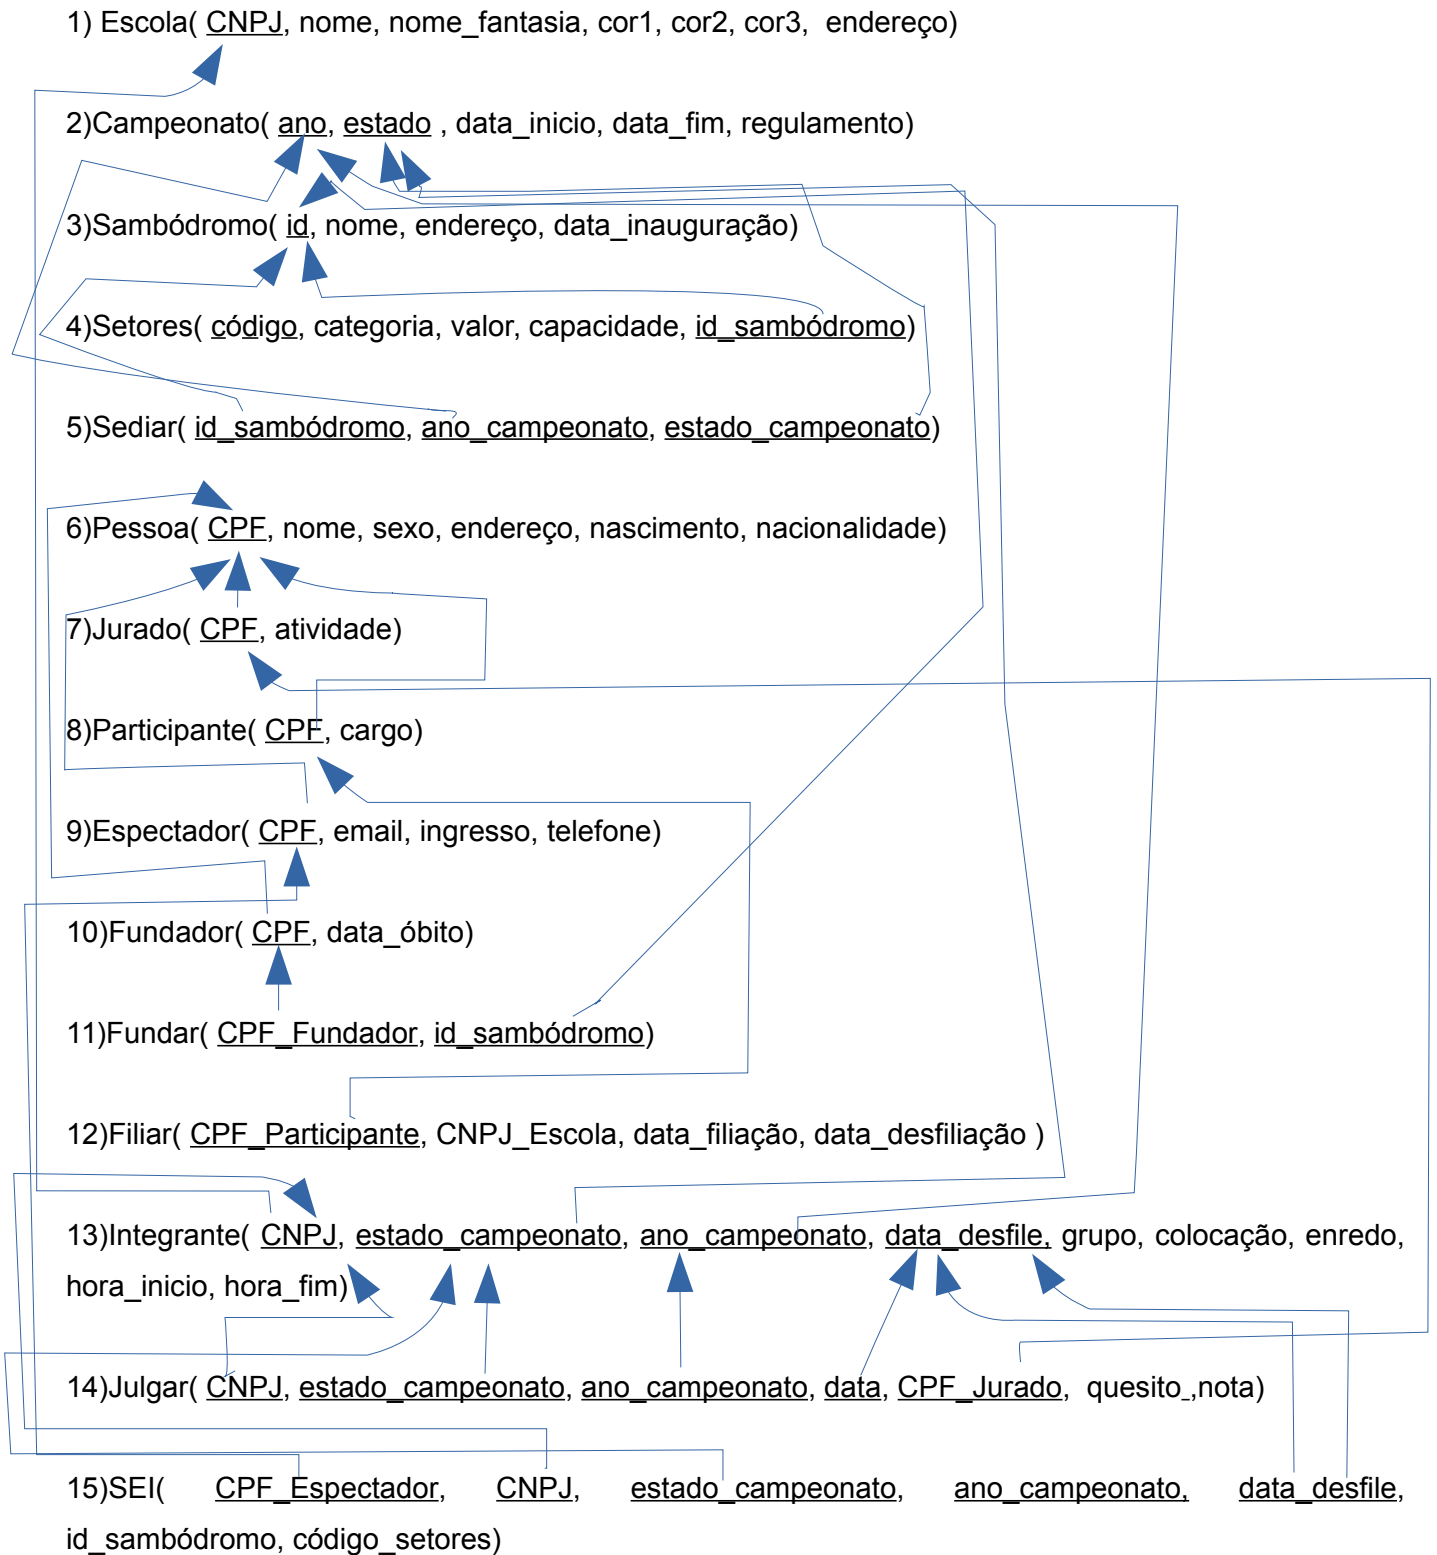 1) Escola( CNPJ, nome, nome_fantasia, cor1, cor2, cor3, endereço)
2)Campeonato( ano, estado , data_inicio, data_fim, regulamento)
3)Sambódromo( id, nome, endereço, data_inauguração)
4)Setores( código, categoria, valor, capacidade, id_sambódromo)
5)Sediar( id_sambódromo, ano_campeonato, estado_campeonato)
6)Pessoa( CPF, nome, sexo, endereço, nascimento, nacionalidade)
7)Jurado( CPF, atividade)
8)Participante( CPF, cargo)
9)Espectador( CPF, email, ingresso, telefone)
10)Fundador( CPF, data_óbito)
11)Fundar( CPF_Fundador, id_sambódromo)
12)Filiar( CPF_Participante, CNPJ_Escola, data_filiação, data_desfiliação )
13)Integrante( CNPJ, estado_campeonato, ano_campeonato, data_desfile, grupo, colocação, enredo,
hora_inicio, hora_fim)
14)Julgar( CNPJ, estado_campeonato, ano_campeonato, data, CPF_Jurado, quesito ,nota)
15)SEI( CPF_Espectador, CNPJ, estado_campeonato, ano_campeonato, data_desfile,
id_sambódromo, código_setores)